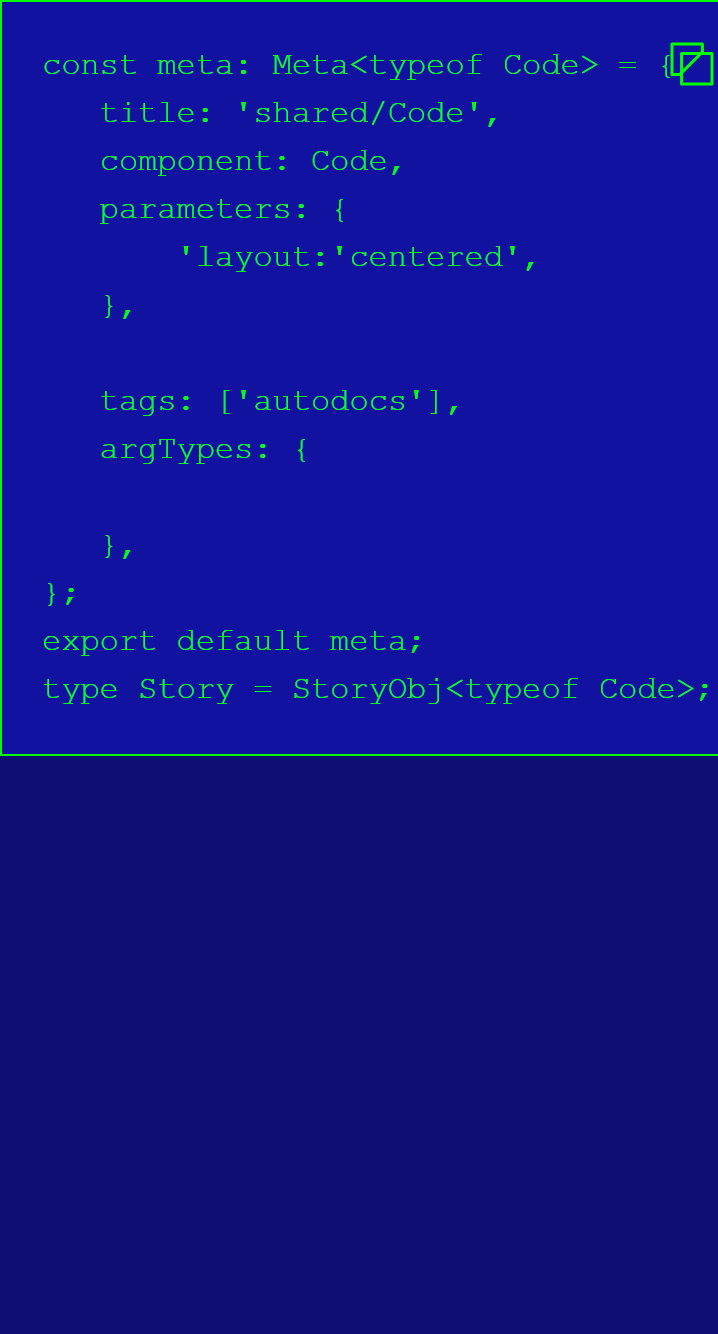 const meta: Meta<typeof Code> = {
   title: 'shared/Code',
   component: Code,
   parameters: {
       'layout:'centered',
   },

   tags: ['autodocs'],
   argTypes: {

   },
};
export default meta;
type Story = StoryObj<typeof Code>;